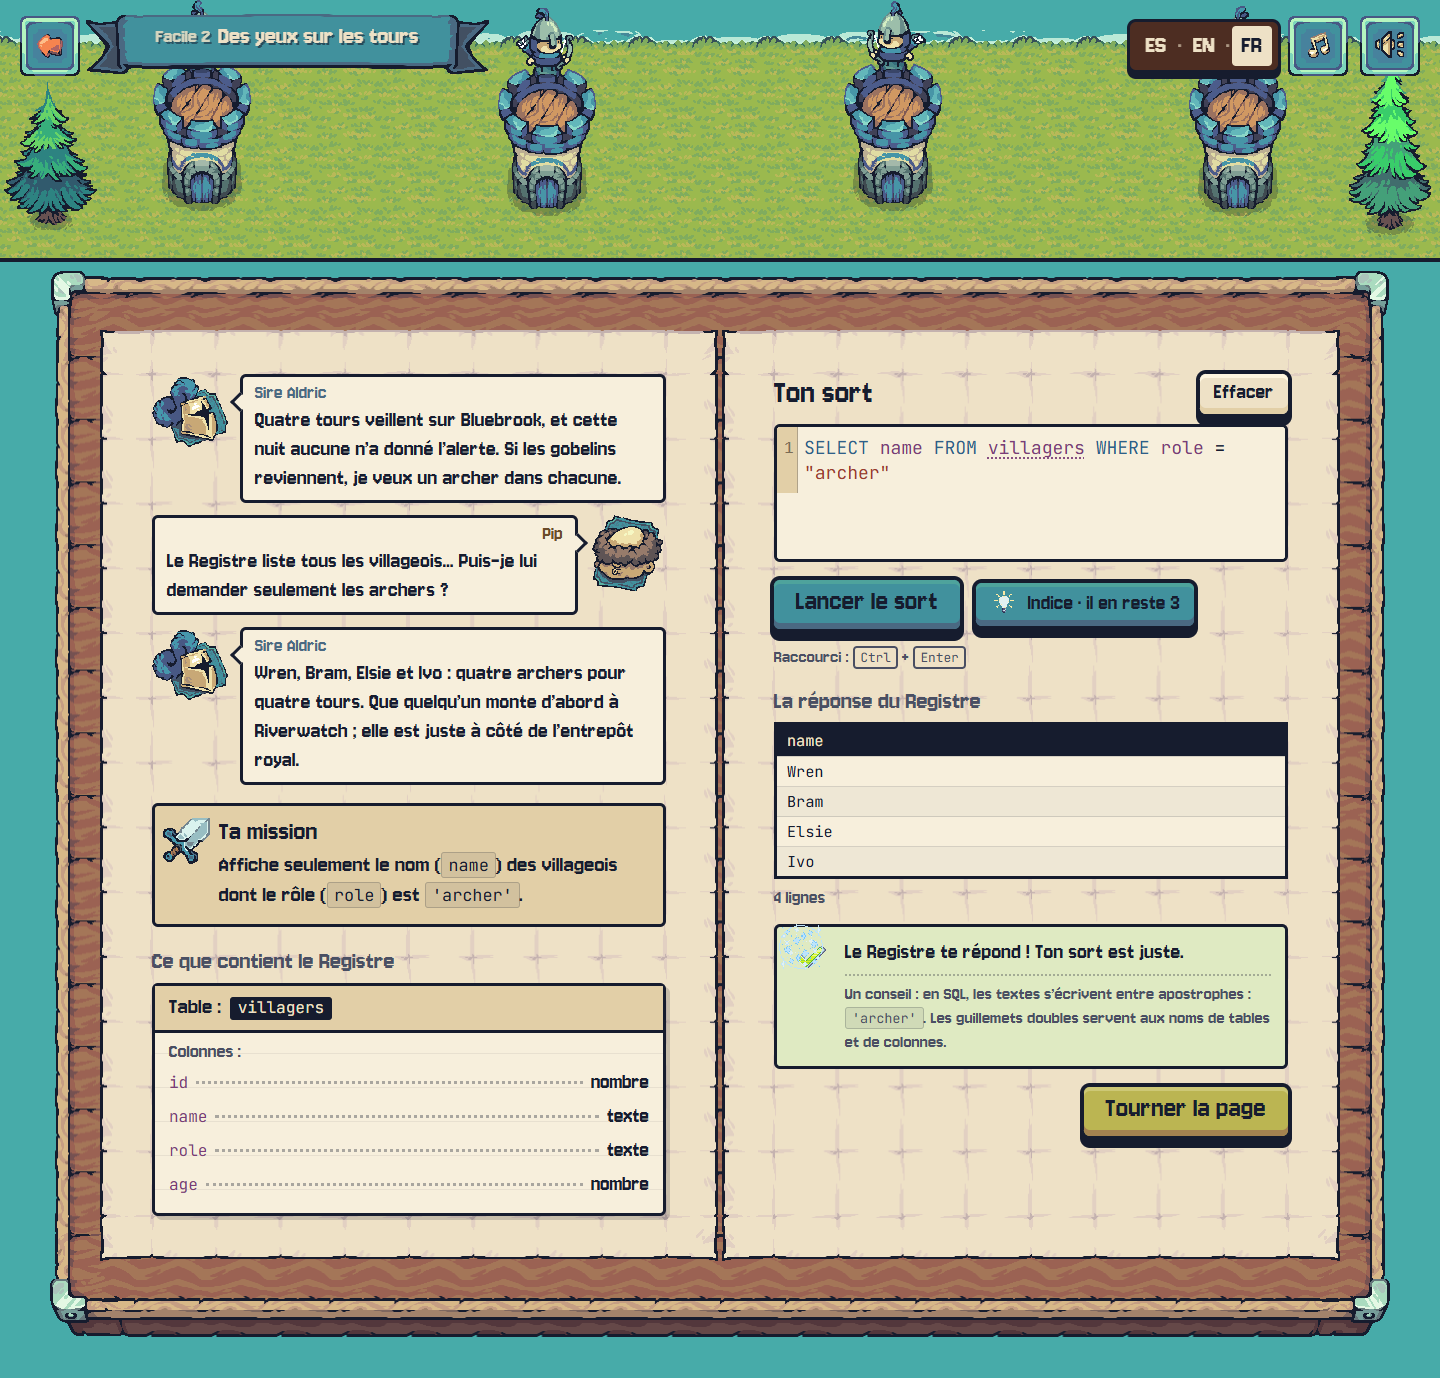 Facile 2 Des yeux sur les tours
ES · EN · FR
Sire Aldric
Quatre tours veillent sur Bluebrook, et cette
nuit aucune n'a donné l'alerte. Si les gobelins
reviennent, je veux un archer dans chacune.
Pip
Le Registre liste tous les villageois... Puis-je lui
demander seulement les archers ?
Sire Aldric
Wren, Bram, Elsie et Ivo : quatre archers pour
quatre tours. Que quelqu'un monte d'abord à
Riverwatch ; elle est juste à côté de l'entrepôt
royal.
Ta mission
Affiche seulement le nom (name) des villageois
dont le rôle (role) est 'archer'.
Ce que contient le Registre
Table : villagers
Colonnes :
id nombre
name texte
role texte
age nombre
Ton sort
Effacer
1 SELECT name FROM villagers WHERE role =
"archer"
Lancer le sort
Indice · il en reste 3
Raccourci : Ctrl + Enter
La réponse du Registre
name
Wren
Bram
Elsie
Ivo
4 lignes
Le Registre te répond ! Ton sort est juste.
Un conseil : en SQL, les textes s'écrivent entre apostrophes :
'archer'. Les guillemets doubles servent aux noms de tables
et de colonnes.
Tourner la page